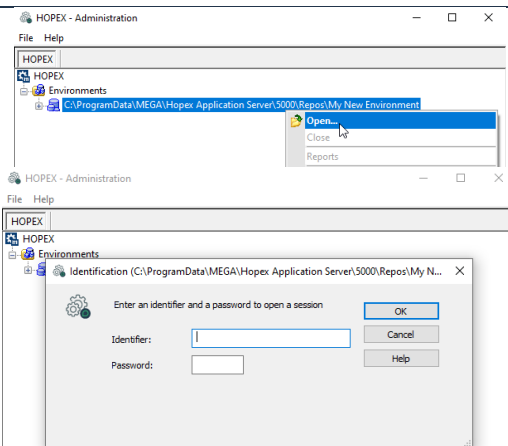 HOPEX - Administration
File Help
HOPEX
HOPEX
Environments
C:\ProgramData\MEGA\Hopex Application Server\5000\Repos\My New Environment
Open...
Close
Reports
HOPEX - Administration
File Help
HOPEX
HOPEX
Environments
Identification (C:\ProgramData\MEGA\Hopex Application Server\5000\Repos\My N...
Enter an identifier and a password to open a session
OK
Identifier:
Cancel
Password:
Help